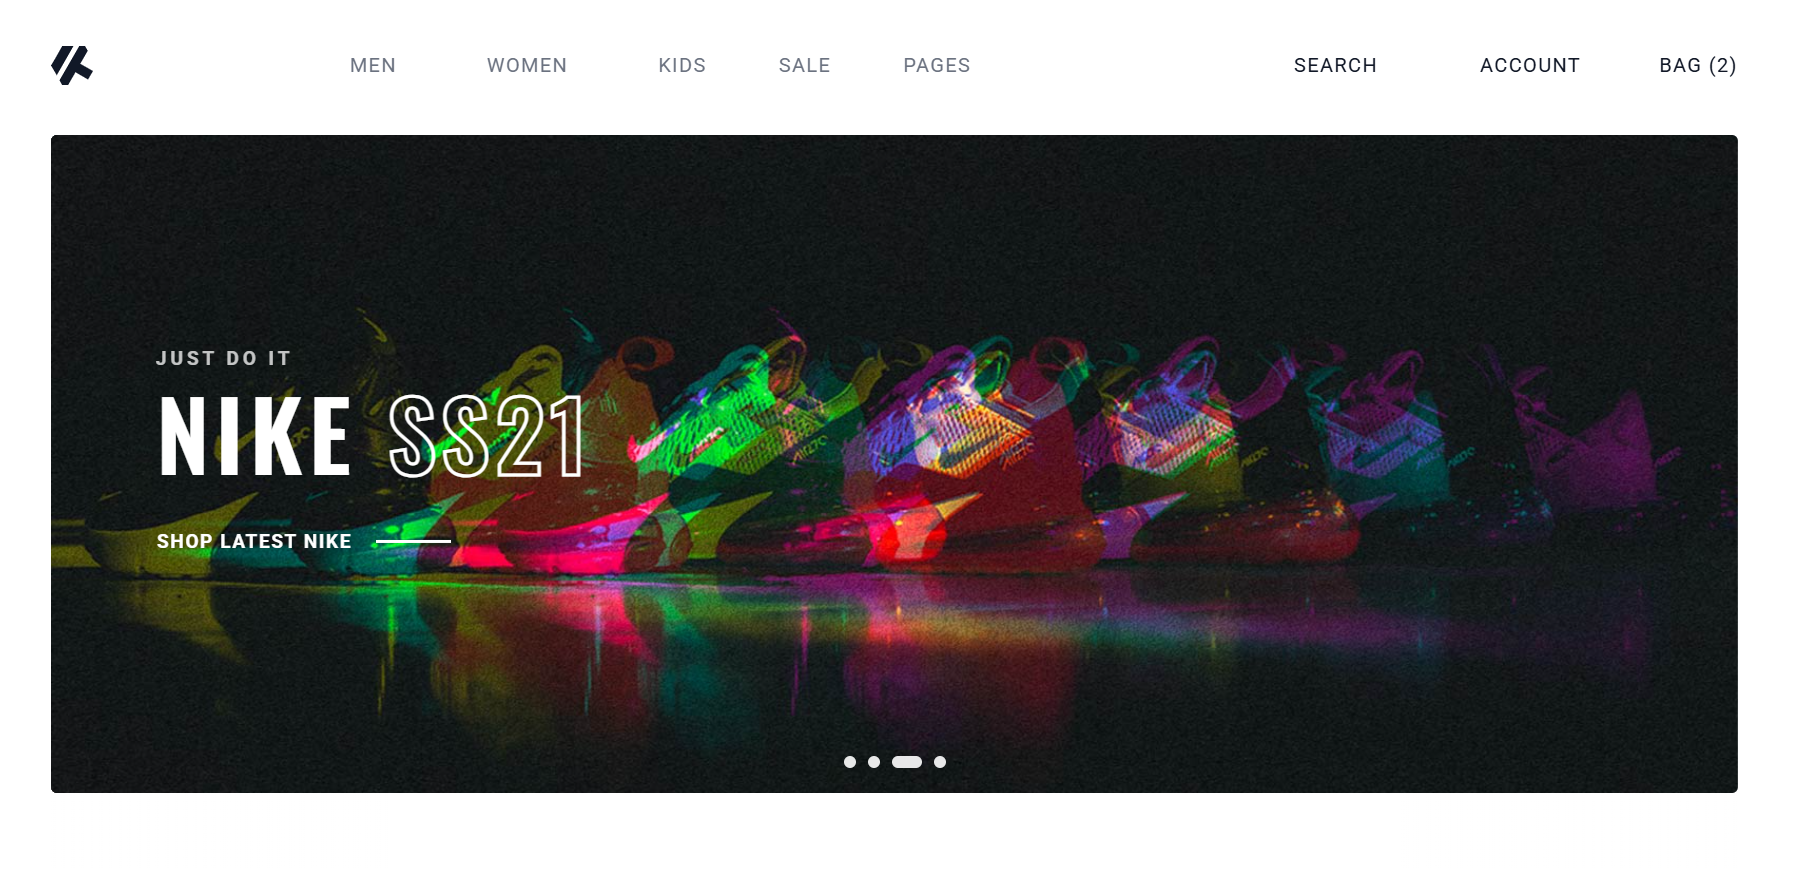 MEN WOMEN KIDS SALE PAGES SEARCH ACCOUNT BAG (2)
JUST DO IT
NIKE SS21
SHOP LATEST NIKE